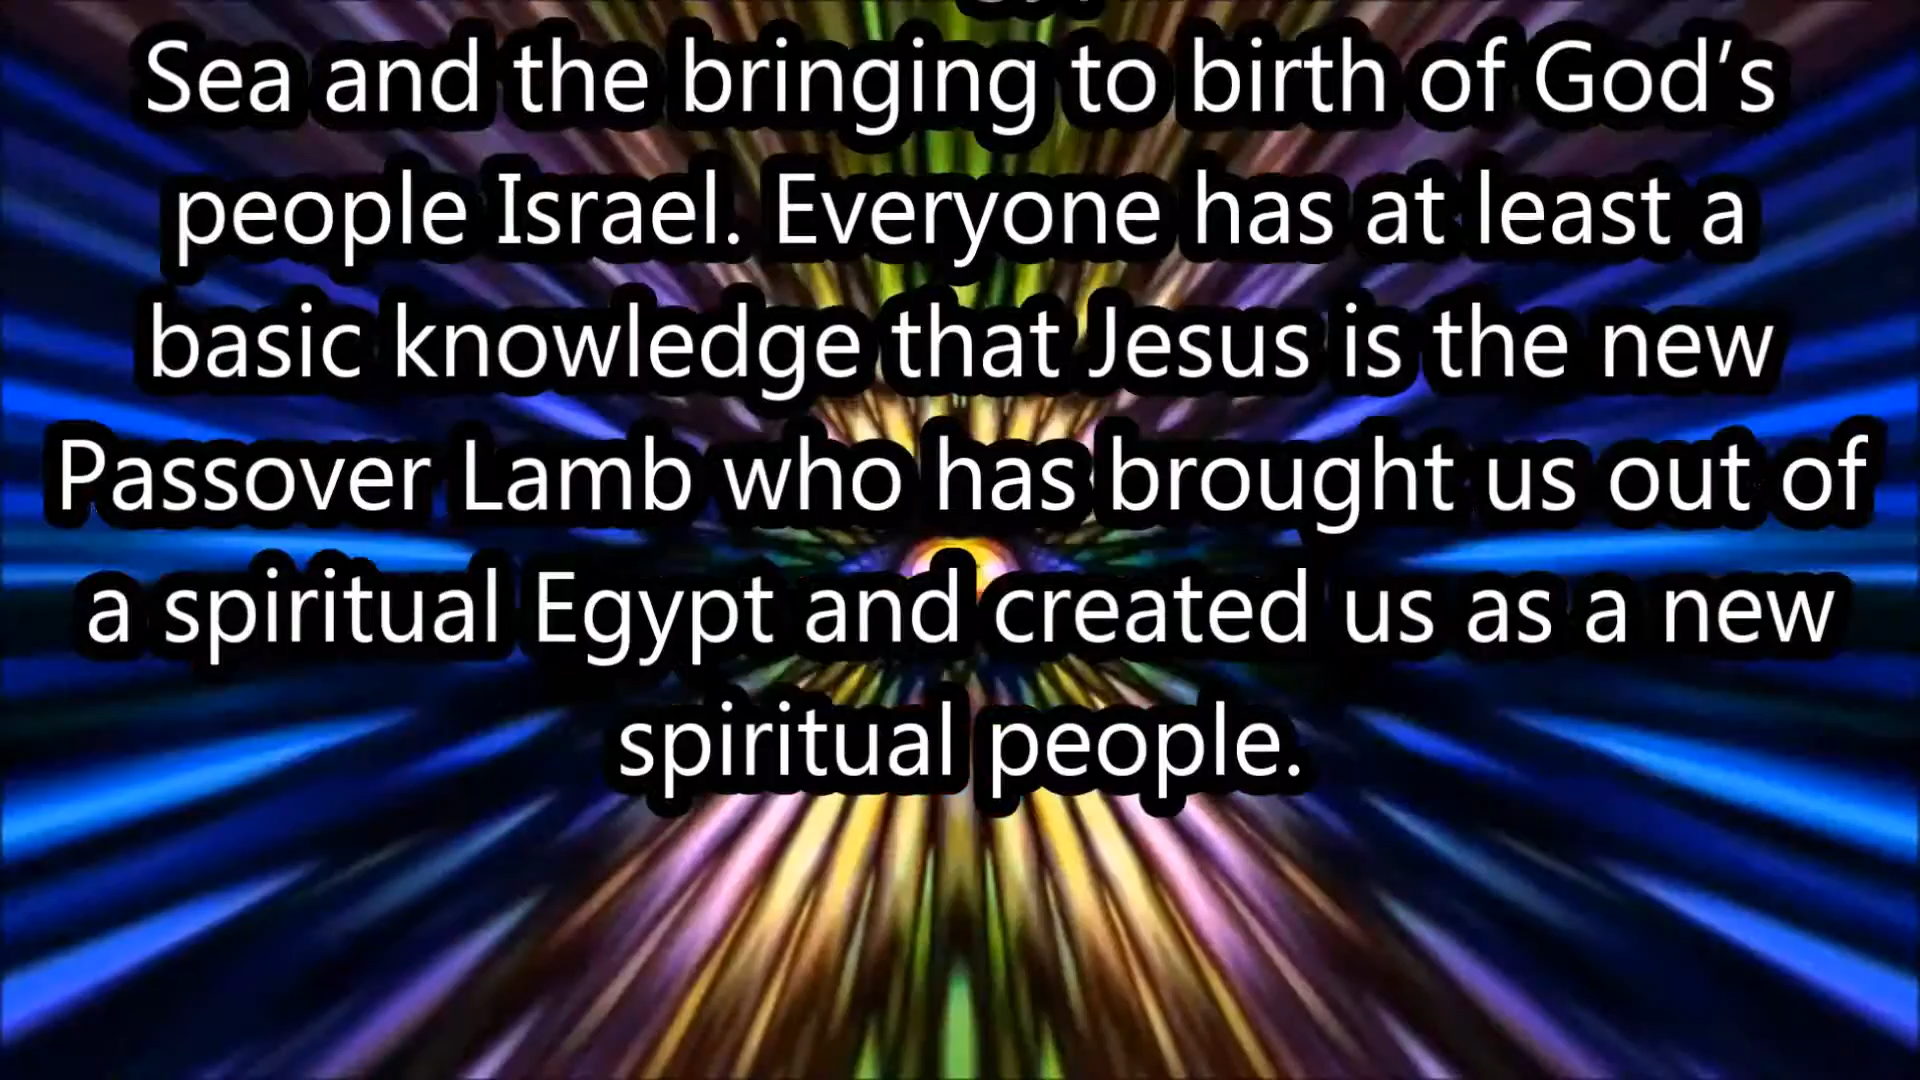 Sea and the bringing to birth of God’s
people Israel. Everyone has at least a
basic knowledge that Jesus is the new
Passover Lamb who has brought us out of
a spiritual Egypt and created us as a new
spiritual people.